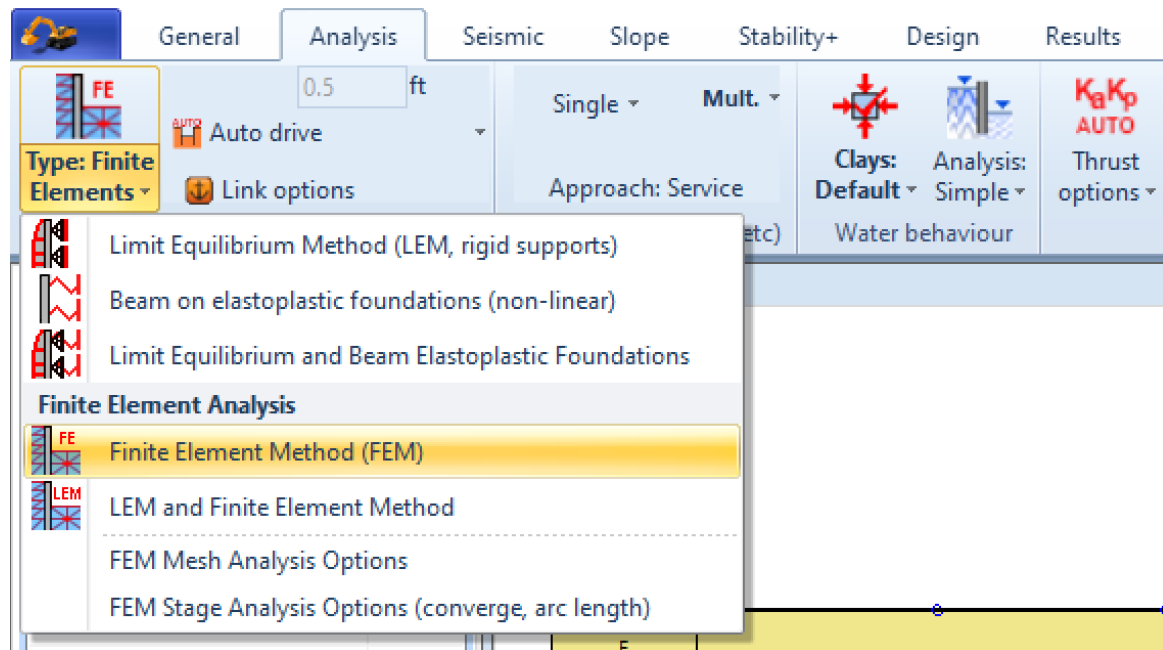 General Analysis Seismic Slope Stability+ Design Results
FE
Type: Finite
Elements
0.5 ft
AUTO Auto drive
Link options
Single Mult.
Approach: Service
etc)
Clays:
Default
Analysis:
Simple
Water behaviour
KaKp
AUTO
Thrust
options
Limit Equilibrium Method (LEM, rigid supports)
Beam on elastoplastic foundations (non-linear)
Limit Equilibrium and Beam Elastoplastic Foundations
Finite Element Analysis
FE Finite Element Method (FEM)
LEM LEM and Finite Element Method
FEM Mesh Analysis Options
FEM Stage Analysis Options (converge, arc length)